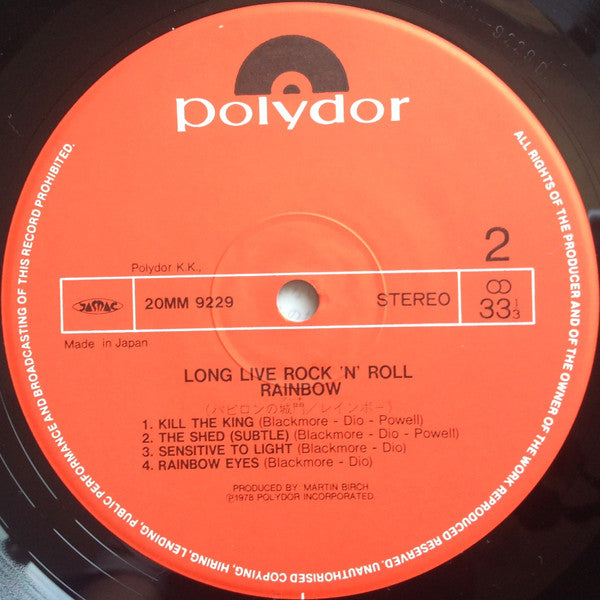 polydor
2
Polydor K.K.,
JASRAC
20MM 9229
STEREO
33 1/3
Made in Japan
LONG LIVE ROCK 'N' ROLL
RAINBOW
(バビロンの城門/レインボー)
1. KILL THE KING (Blackmore - Dio - Powell)
2. THE SHED (SUBTLE) (Blackmore - Dio - Powell)
3. SENSITIVE TO LIGHT (Blackmore - Dio)
4. RAINBOW EYES (Blackmore - Dio)
PRODUCED BY: MARTIN BIRCH
Ⓟ1978 POLYDOR INCORPORATED
ALL RIGHTS OF THE PRODUCER AND OF THE OWNER OF THE WORK REPRODUCED RESERVED. UNAUTHORISED COPYING, HIRING, LENDING, PUBLIC PERFORMANCE AND BROADCASTING OF THIS RECORD PROHIBITED.